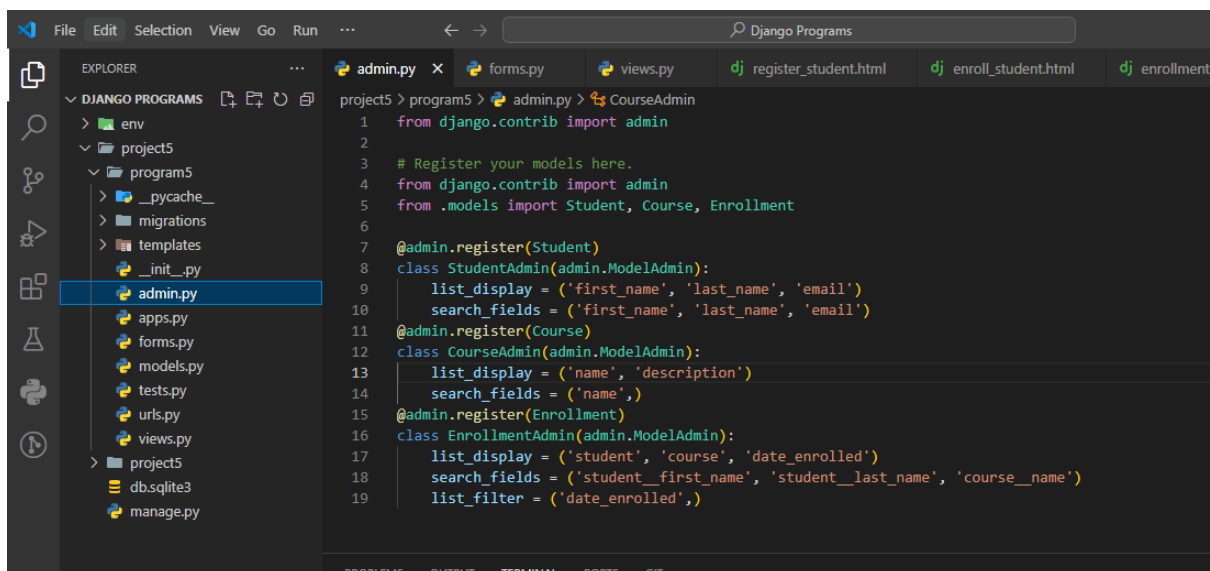 File Edit Selection View Go Run ··· ← → Django Programs
EXPLORER ···
admin.py × forms.py views.py dj register_student.html dj enroll_student.html dj enrollment
DJANGO PROGRAMS
env
project5
program5
__pycache__
migrations
templates
__init__.py
admin.py
apps.py
forms.py
models.py
tests.py
urls.py
views.py
project5
db.sqlite3
manage.py
project5 > program5 > admin.py > CourseAdmin
1 from django.contrib import admin
2
3 # Register your models here.
4 from django.contrib import admin
5 from .models import Student, Course, Enrollment
6
7 @admin.register(Student)
8 class StudentAdmin(admin.ModelAdmin):
9     list_display = ('first_name', 'last_name', 'email')
10     search_fields = ('first_name', 'last_name', 'email')
11 @admin.register(Course)
12 class CourseAdmin(admin.ModelAdmin):
13     list_display = ('name', 'description')
14     search_fields = ('name',)
15 @admin.register(Enrollment)
16 class EnrollmentAdmin(admin.ModelAdmin):
17     list_display = ('student', 'course', 'date_enrolled')
18     search_fields = ('student__first_name', 'student__last_name', 'course__name')
19     list_filter = ('date_enrolled',)